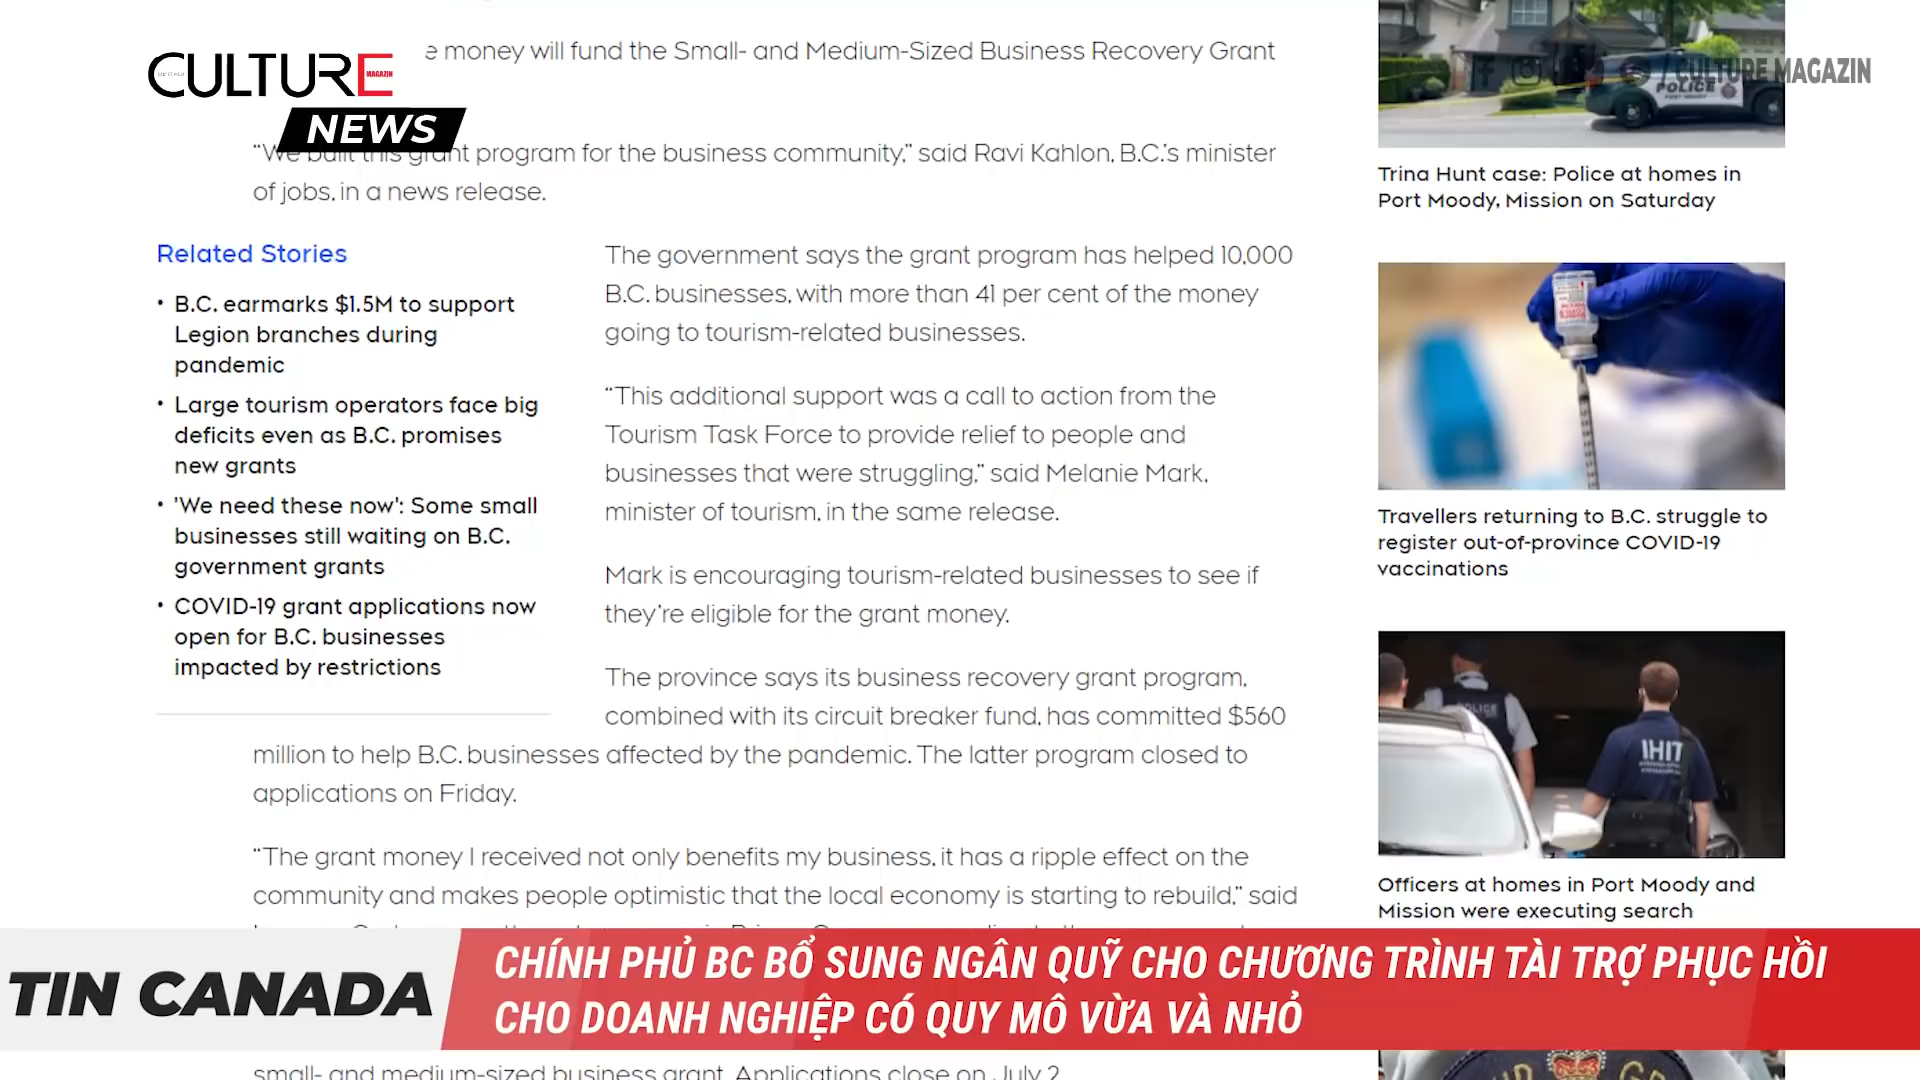 CULTURE
MAGAZIN
NEWS
e money will fund the Small- and Medium-Sized Business Recovery Grant
“We built this grant program for the business community,” said Ravi Kahlon, B.C.’s minister
of jobs, in a news release.
Related Stories
• B.C. earmarks $1.5M to support
Legion branches during
pandemic
• Large tourism operators face big
deficits even as B.C. promises
new grants
• 'We need these now': Some small
businesses still waiting on B.C.
government grants
• COVID-19 grant applications now
open for B.C. businesses
impacted by restrictions
The government says the grant program has helped 10,000
B.C. businesses, with more than 41 per cent of the money
going to tourism-related businesses.
“This additional support was a call to action from the
Tourism Task Force to provide relief to people and
businesses that were struggling,” said Melanie Mark,
minister of tourism, in the same release.
Mark is encouraging tourism-related businesses to see if
they’re eligible for the grant money.
The province says its business recovery grant program,
combined with its circuit breaker fund, has committed $560
million to help B.C. businesses affected by the pandemic. The latter program closed to
applications on Friday.
“The grant money I received not only benefits my business, it has a ripple effect on the
community and makes people optimistic that the local economy is starting to rebuild,” said
small- and medium-sized business grant. Applications close on July 2
/CULTURE MAGAZIN
POLICE
Trina Hunt case: Police at homes in
Port Moody, Mission on Saturday
Travellers returning to B.C. struggle to
register out-of-province COVID-19
vaccinations
POLICE
IHIT
Officers at homes in Port Moody and
Mission were executing search
TIN CANADA
CHÍNH PHỦ BC BỔ SUNG NGÂN QUỸ CHO CHƯƠNG TRÌNH TÀI TRỢ PHỤC HỒI
CHO DOANH NGHIỆP CÓ QUY MÔ VỪA VÀ NHỎ